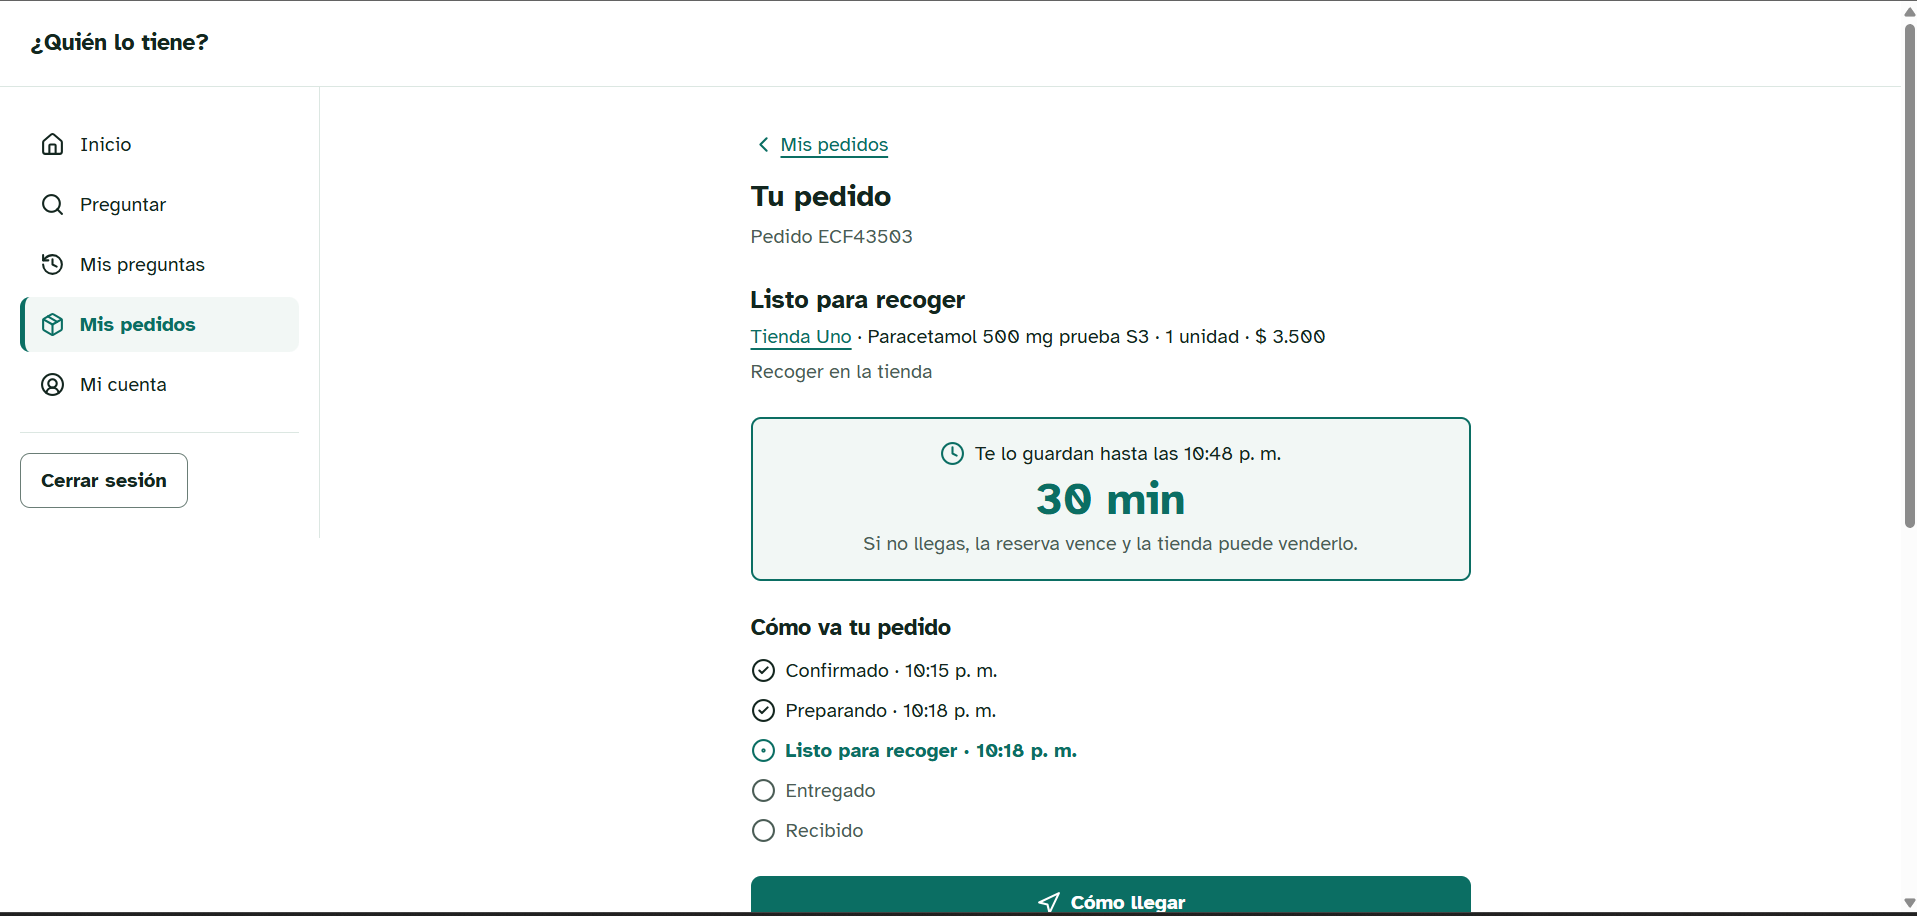 ¿Quién lo tiene?
Inicio
Preguntar
Mis preguntas
Mis pedidos
Mi cuenta
Cerrar sesión
Mis pedidos
Tu pedido
Pedido ECF43503
Listo para recoger
Tienda Uno · Paracetamol 500 mg prueba S3 · 1 unidad · $ 3.500
Recoger en la tienda
Te lo guardan hasta las 10:48 p. m.
30 min
Si no llegas, la reserva vence y la tienda puede venderlo.
Cómo va tu pedido
Confirmado · 10:15 p. m.
Preparando · 10:18 p. m.
Listo para recoger · 10:18 p. m.
Entregado
Recibido
Cómo llegar